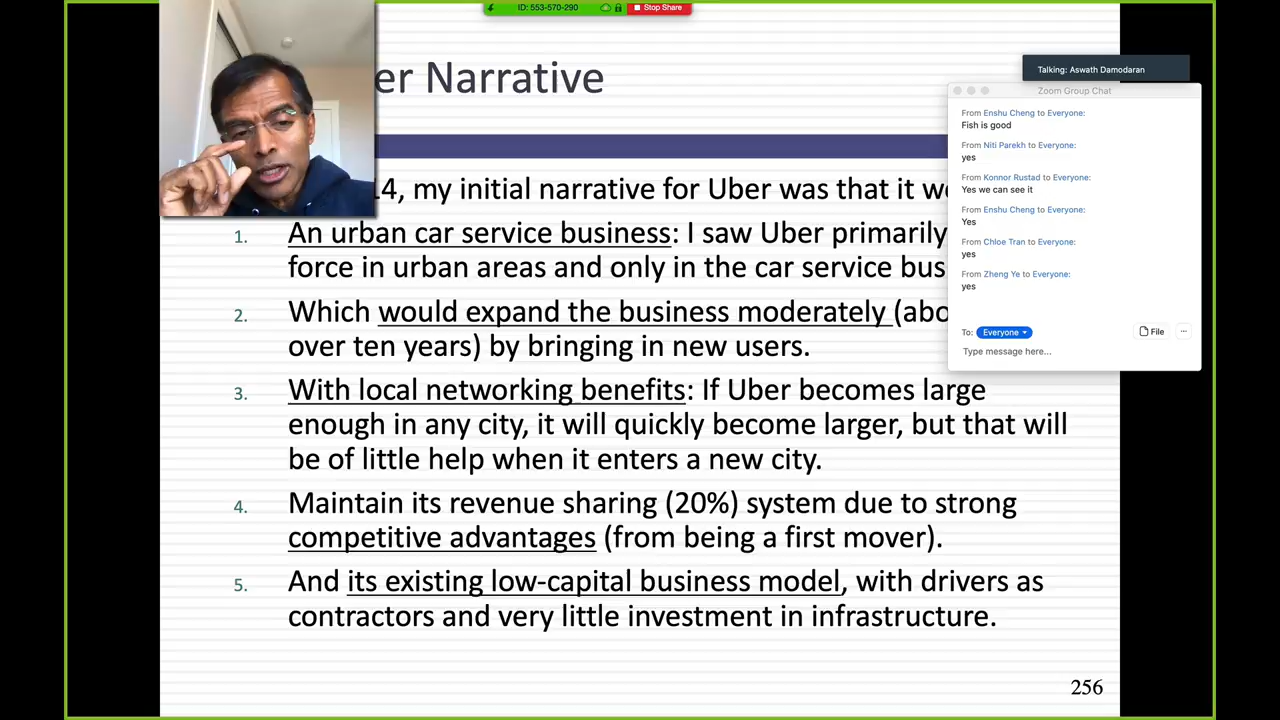 ID: 553-570-290
Stop Share
Talking: Aswath Damodaran
er Narrative
Zoom Group Chat
From Enshu Cheng to Everyone:
Fish is good
From Niti Parekh to Everyone:
yes
From Konnor Rustad to Everyone:
Yes we can see it
From Enshu Cheng to Everyone:
Yes
From Chloe Tran to Everyone:
yes
From Zheng Ye to Everyone:
yes
To: Everyone
File
Type message here...
14, my initial narrative for Uber was that it
1. An urban car service business: I saw Uber primarily
force in urban areas and only in the car service
2. Which would expand the business moderately
over ten years) by bringing in new users.
3. With local networking benefits: If Uber becomes large
enough in any city, it will quickly become larger, but that will
be of little help when it enters a new city.
4. Maintain its revenue sharing (20%) system due to strong
competitive advantages (from being a first mover).
5. And its existing low-capital business model, with drivers as
contractors and very little investment in infrastructure.
256